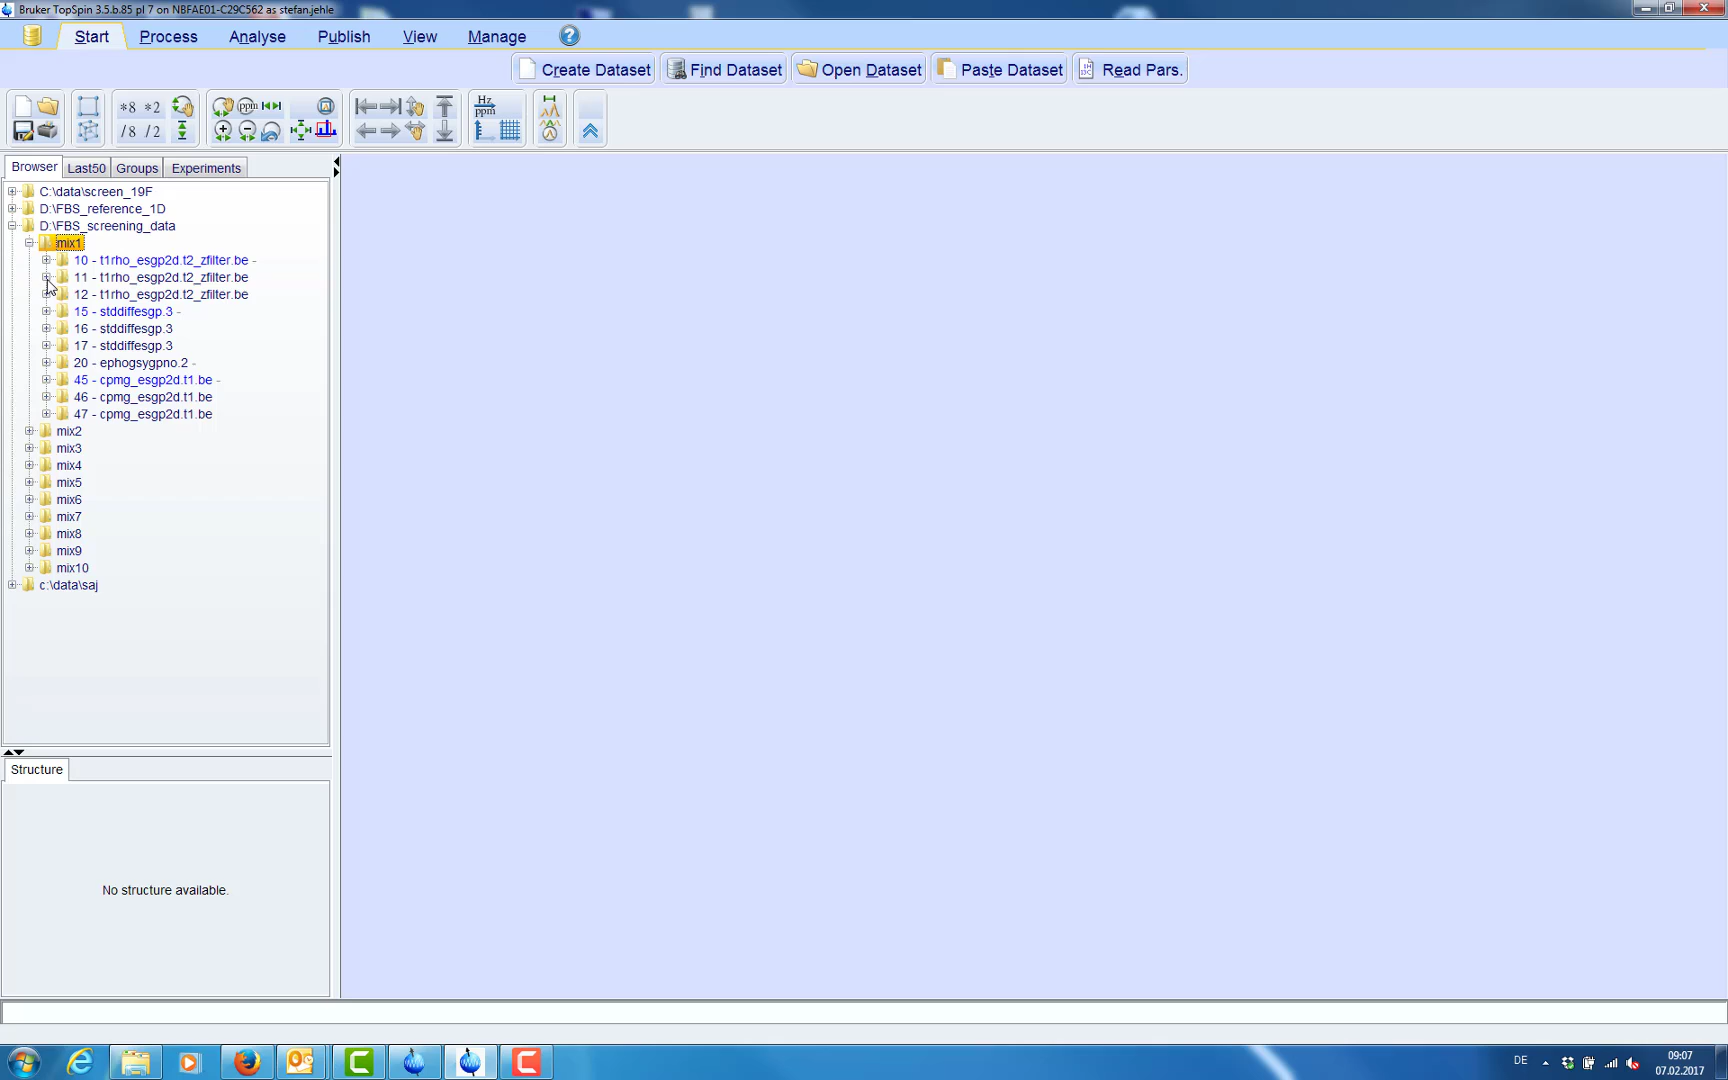 Bruker TopSpin 3.5.b.85 pl 7 on NBFAE01-C29C562 as stefan.jehle
Start Process Analyse Publish View Manage ?
Create Dataset Find Dataset Open Dataset Paste Dataset Read Pars.
*8 *2 ppm Hz ppm
/8 /2
Browser Last50 Groups Experiments
C:\data\screen_19F
D:\FBS_reference_1D
D:\FBS_screening_data
mix1
10 - t1rho_esgp2d.t2_zfilter.be -
11 - t1rho_esgp2d.t2_zfilter.be
12 - t1rho_esgp2d.t2_zfilter.be
15 - stddiffesgp.3 -
16 - stddiffesgp.3
17 - stddiffesgp.3
20 - ephogsygpno.2 -
45 - cpmg_esgp2d.t1.be -
46 - cpmg_esgp2d.t1.be
47 - cpmg_esgp2d.t1.be
mix2
mix3
mix4
mix5
mix6
mix7
mix8
mix9
mix10
c:\data\saj
Structure
No structure available.
DE 09:07
07.02.2017